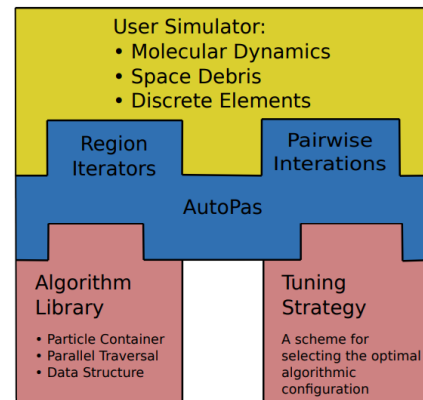 User Simulator:
• Molecular Dynamics
• Space Debris
• Discrete Elements
Region
Iterators
Pairwise
Interations
AutoPas
Algorithm
Library
• Particle Container
• Parallel Traversal
• Data Structure
Tuning
Strategy
A scheme for
selecting the optimal
algorithmic
configuration